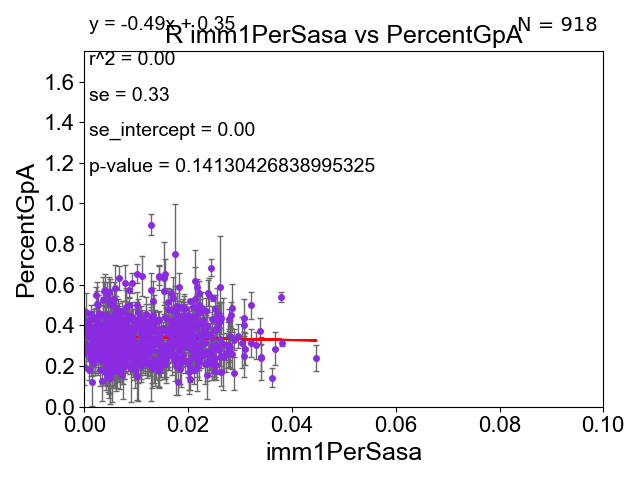 y = -0.49x + 0.35
N = 918
R imm1PerSasa vs PercentGpA
r^2 = 0.00
se = 0.33
se_intercept = 0.00
p-value = 0.14130426838995325
PercentGpA
1.6
1.4
1.2
1.0
0.8
0.6
0.4
0.2
0.0
0.00 0.02 0.04 0.06 0.08 0.10
imm1PerSasa